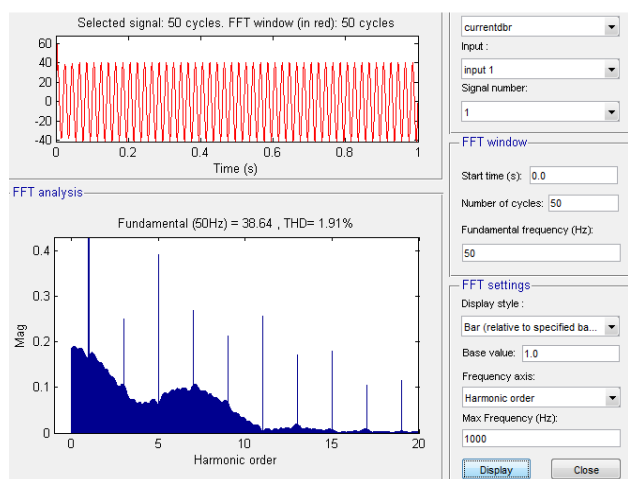 Selected signal: 50 cycles. FFT window (in red): 50 cycles
60
40
20
0
-20
-40
0
0.2
0.4
0.6
0.8
1
Time (s)
FFT analysis
Fundamental (50Hz) = 38.64 , THD= 1.91%
0.4
0.3
0.2
0.1
0
Mag
0
5
10
15
20
Harmonic order
currentdbr
Input :
input 1
Signal number:
1
FFT window
Start time (s): 0.0
Number of cycles: 50
Fundamental frequency (Hz):
50
FFT settings
Display style :
Bar (relative to specified ba...
Base value: 1.0
Frequency axis:
Harmonic order
Max Frequency (Hz):
1000
Display
Close